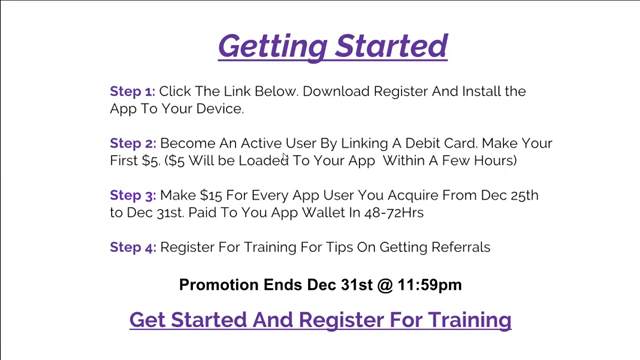 Getting Started
Step 1: Click The Link Below. Download Register And Install the
App To Your Device.
Step 2: Become An Active User By Linking A Debit Card. Make Your
First $5. ($5 Will be Loaded To Your App  Within A Few Hours)
Step 3: Make $15 For Every App User You Acquire From Dec 25th
to Dec 31st. Paid To You App Wallet In 48-72Hrs
Step 4: Register For Training For Tips On Getting Referrals
Promotion Ends Dec 31st @ 11:59pm
Get Started And Register For Training